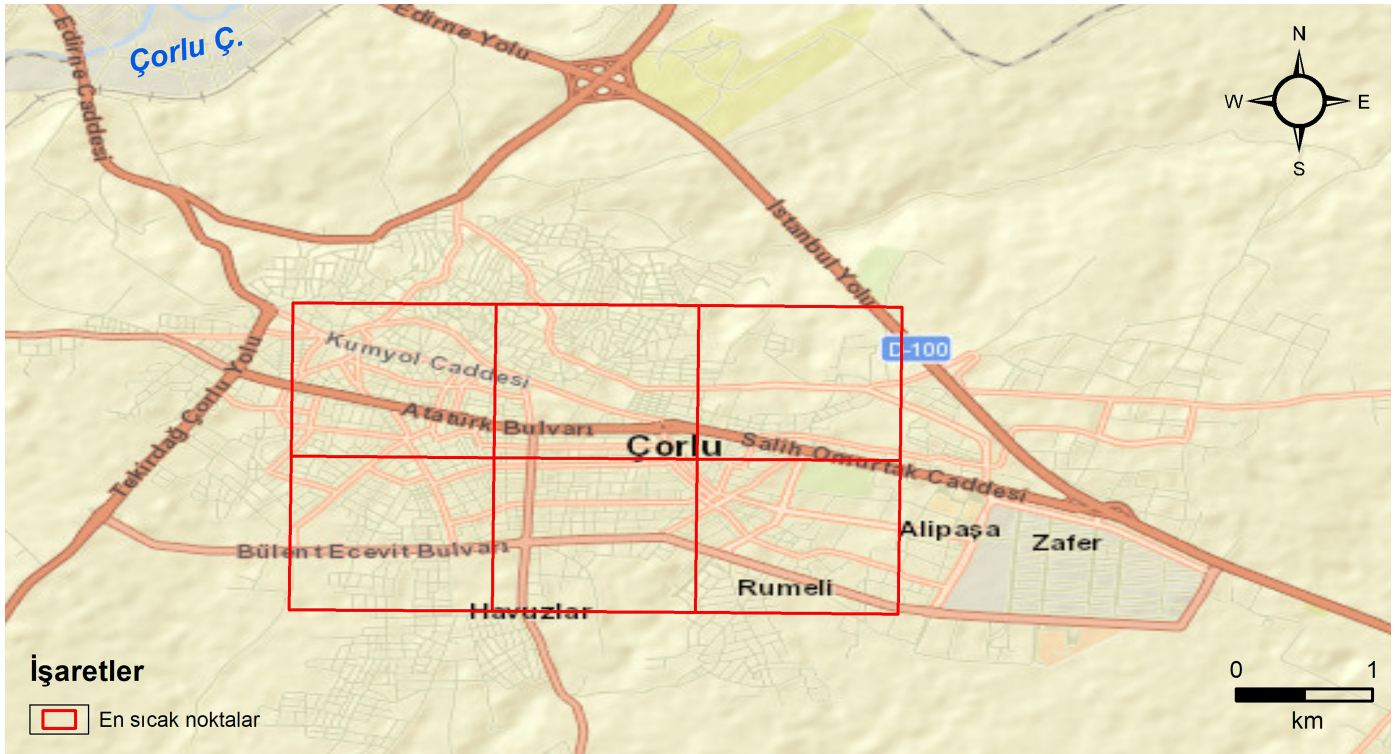 Edirne Yolu
Çorlu Ç.
Edirne Caddesi
N
W
E
S
İstanbul Yolu
D-100
Kumyol Caddesi
Tekirdağ Çorlu Yolu
Atatürk Bulvarı
Çorlu
Salih Omurtak Caddesi
Alipaşa
Zafer
Bülent Ecevit Bulvarı
Rumeli
Havuzlar
İşaretler
En sıcak noktalar
0 1
km